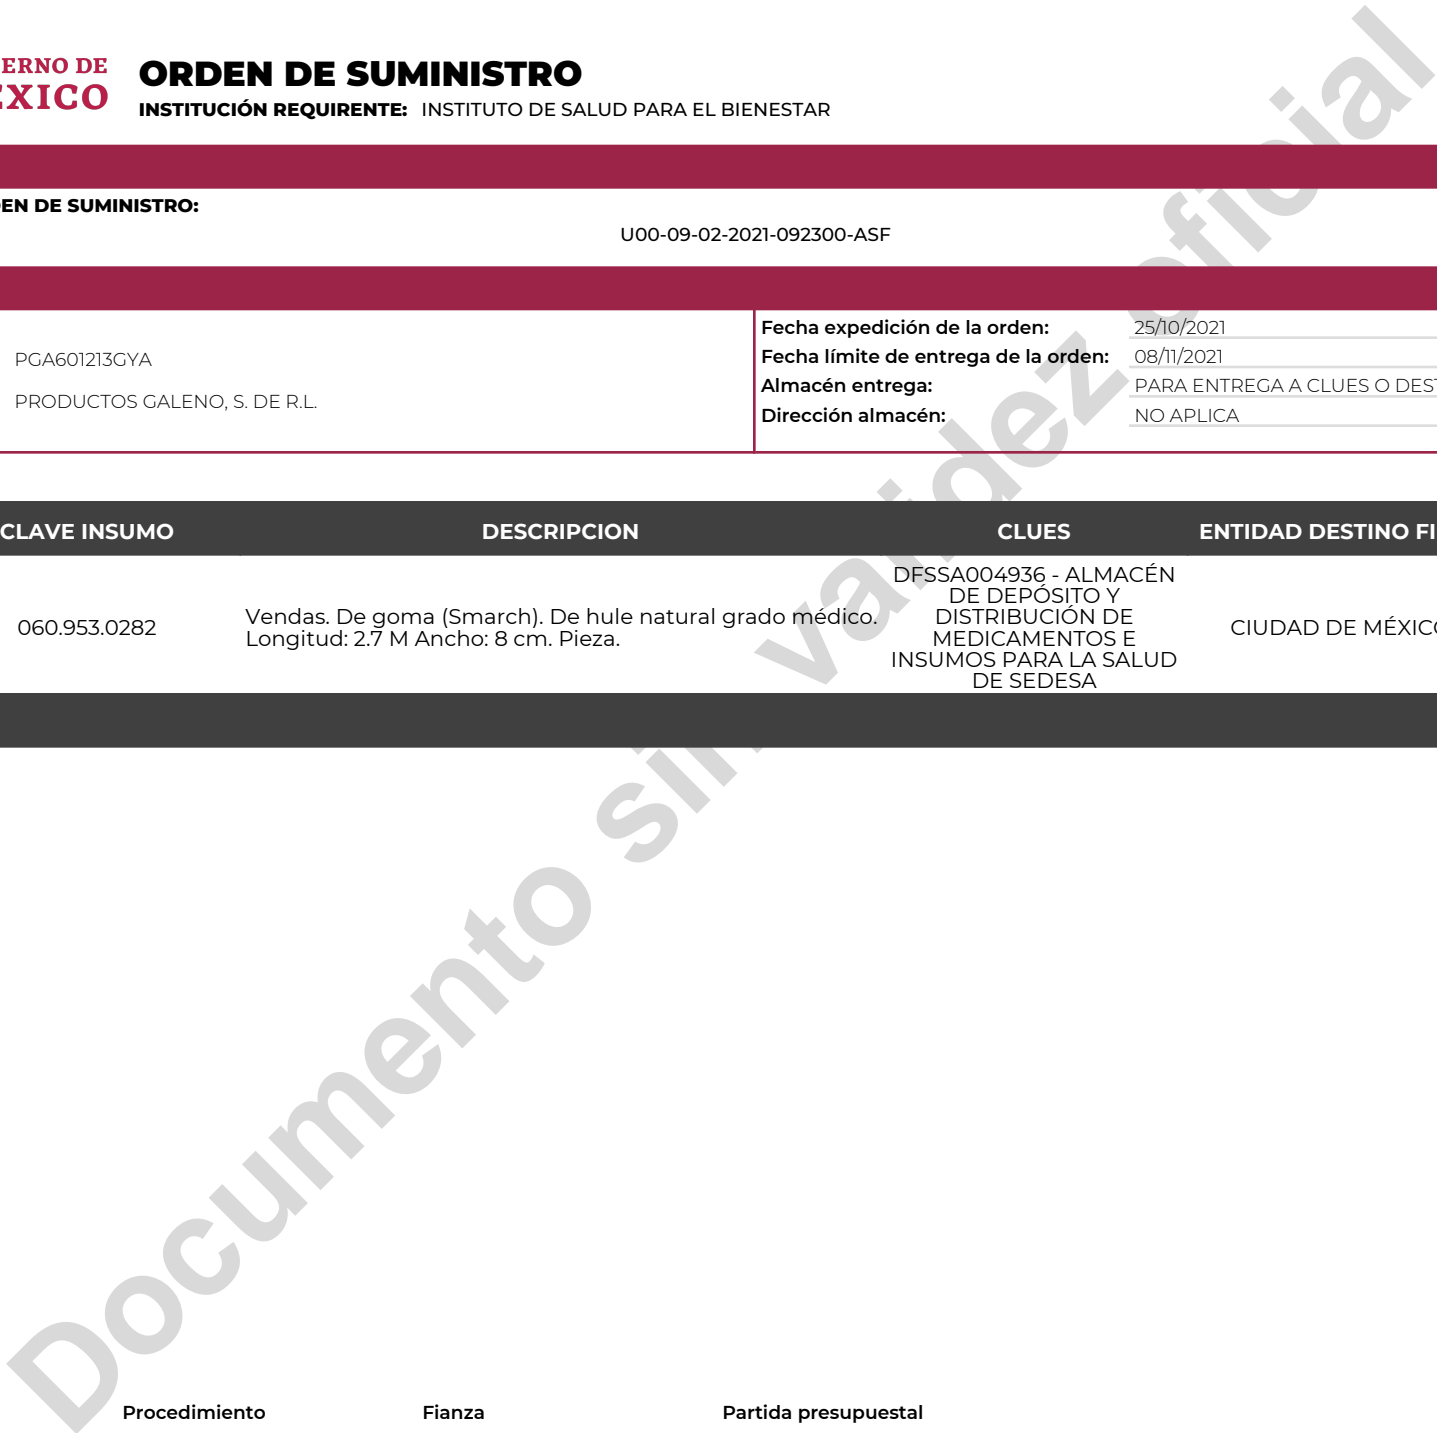 ERNO DE
ÉXICO
ORDEN DE SUMINISTRO
INSTITUCIÓN REQUIRENTE: INSTITUTO DE SALUD PARA EL BIENESTAR
EN DE SUMINISTRO:
U00-09-02-2021-092300-ASF
PGA601213GYA
PRODUCTOS GALENO, S. DE R.L.
Fecha expedición de la orden: 25/10/2021
Fecha límite de entrega de la orden: 08/11/2021
Almacén entrega: PARA ENTREGA A CLUES O DEST
Dirección almacén: NO APLICA
CLAVE INSUMO DESCRIPCION CLUES ENTIDAD DESTINO FI
060.953.0282
Vendas. De goma (Smarch). De hule natural grado médico.
Longitud: 2.7 M Ancho: 8 cm. Pieza.
DFSSA004936 - ALMACÉN
DE DEPÓSITO Y
DISTRIBUCIÓN DE
MEDICAMENTOS E
INSUMOS PARA LA SALUD
DE SEDESA
CIUDAD DE MÉXICO
Documento sin validez oficial
Procedimiento Fianza Partida presupuestal